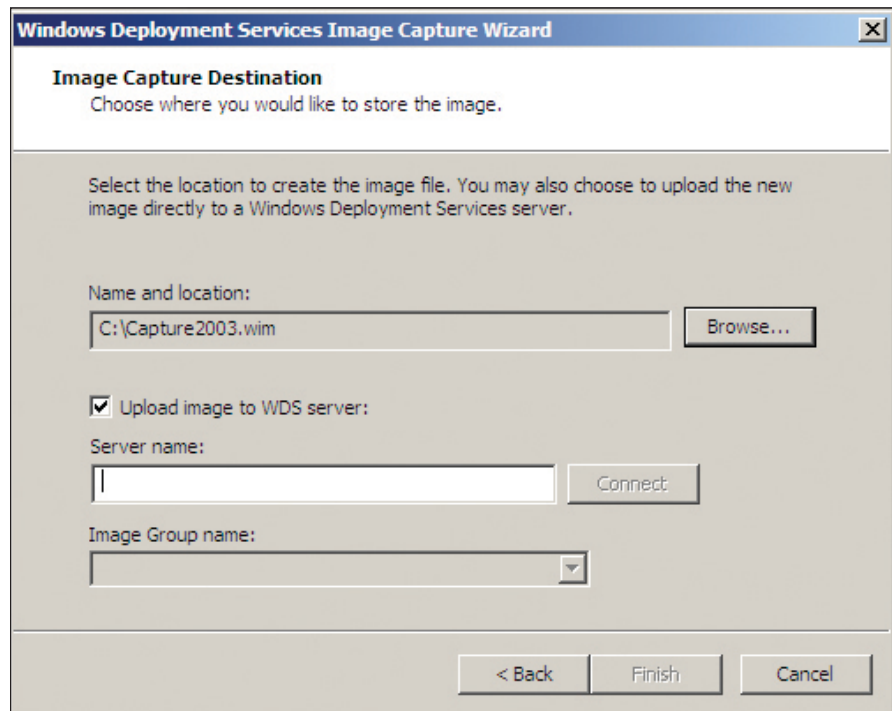 Windows Deployment Services Image Capture Wizard
Image Capture Destination
Choose where you would like to store the image.
Select the location to create the image file. You may also choose to upload the new
image directly to a Windows Deployment Services server.
Name and location:
C:\Capture2003.wim
Browse...
Upload image to WDS server:
Server name:
Connect
Image Group name:
< Back
Finish
Cancel